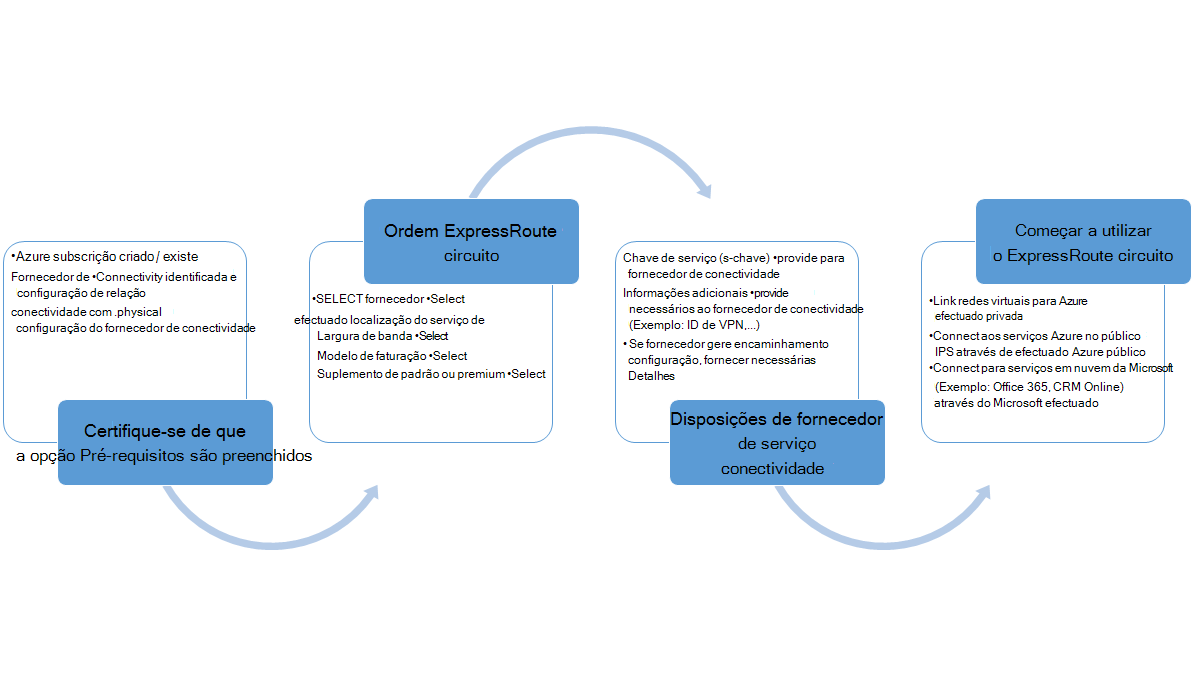 •Azure subscrição criado / existe
Fornecedor de •Connectivity identificada e
configuração de relação
conectividade com .physical
configuração do fornecedor de conectividade
Certifique-se de que
a opção Pré-requisitos são preenchidos
Ordem ExpressRoute
circuito
•SELECT fornecedor •Select
efectuado localização do serviço de
Largura de banda •Select
Modelo de faturação •Select
Suplemento de padrão ou premium •Select
Chave de serviço (s-chave) •provide para
fornecedor de conectividade
Informações adicionais •provide
necessários ao fornecedor de conectividade
(Exemplo: ID de VPN,...)
• Se fornecedor gere encaminhamento
configuração, fornecer necessárias
Detalhes
Disposições de fornecedor
de serviço
conectividade
Começar a utilizar
o ExpressRoute circuito
•Link redes virtuais para Azure
efectuado privada
•Connect aos serviços Azure no público
IPS através de efectuado Azure público
•Connect para serviços em nuvem da Microsoft
(Exemplo: Office 365, CRM Online)
através do Microsoft efectuado